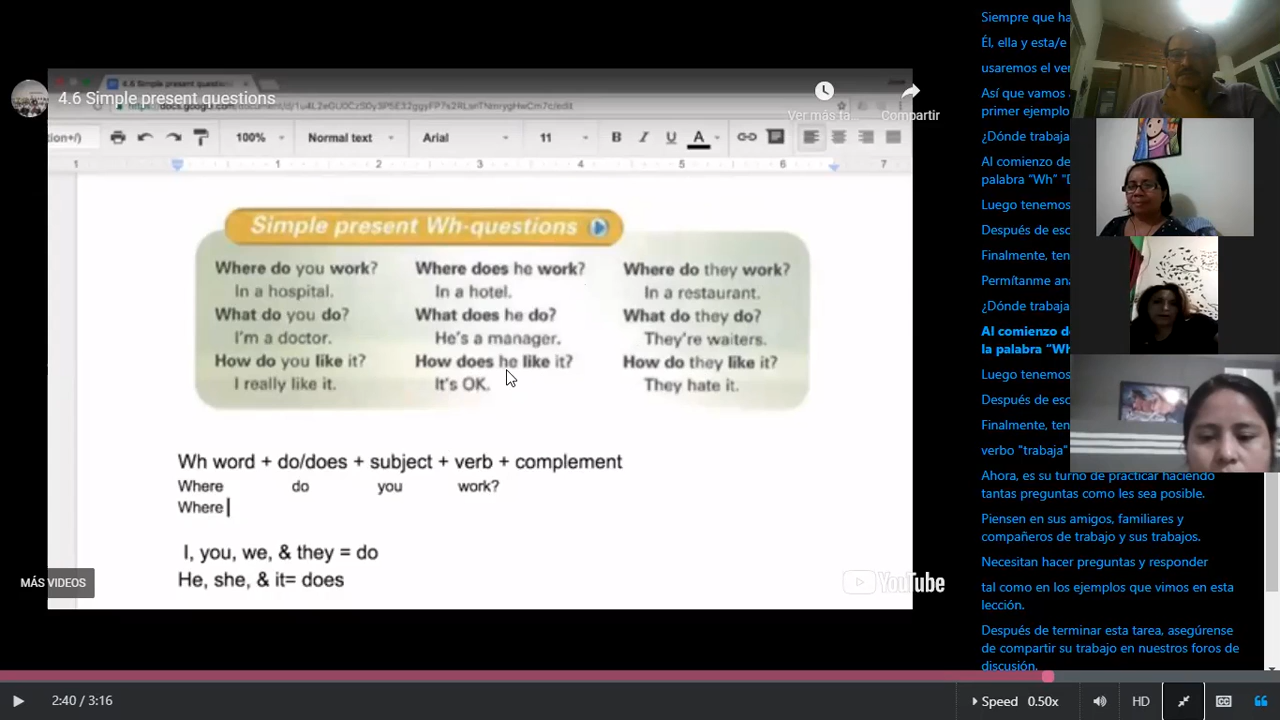 4.6 Simple present questions
Ver más ta...
Compartir
100%
Normal text
Arial
11
B I U A
1 1 2 3 4 5 6 7
Simple present Wh-questions
Where do you work?
In a hospital.
What do you do?
I'm a doctor.
How do you like it?
I really like it.
Where does he work?
In a hotel.
What does he do?
He's a manager.
How does he like it?
It's OK.
Where do they work?
In a restaurant.
What do they do?
They're waiters.
How do they like it?
They hate it.
Wh word + do/does + subject + verb + complement
Where do you work?
Where
I, you, we, & they = do
He, she, & it= does
MÁS VIDEOS
YouTube
Siempre que ha
Él, ella y esta/e
usaremos el ver
Así que vamos
primer ejemplo
¿Dónde trabaja
Al comienzo de
palabra “Wh” "D
Luego tenemos
Después de esc
Finalmente, ten
Permítanme ana
¿Dónde trabaja
Al comienzo d
la palabra “Wh
Luego tenemos
Después de esc
Finalmente, ten
verbo "trabaja"
Ahora, es su turno de practicar haciendo
tantas preguntas como les sea posible.
Piensen en sus amigos, familiares y
compañeros de trabajo y sus trabajos.
Necesitan hacer preguntas y responder
tal como en los ejemplos que vimos en esta
lección.
Después de terminar esta tarea, asegúrense
de compartir su trabajo en nuestros foros de
discusión.
2:40 / 3:16
Speed 0.50x
HD
CC